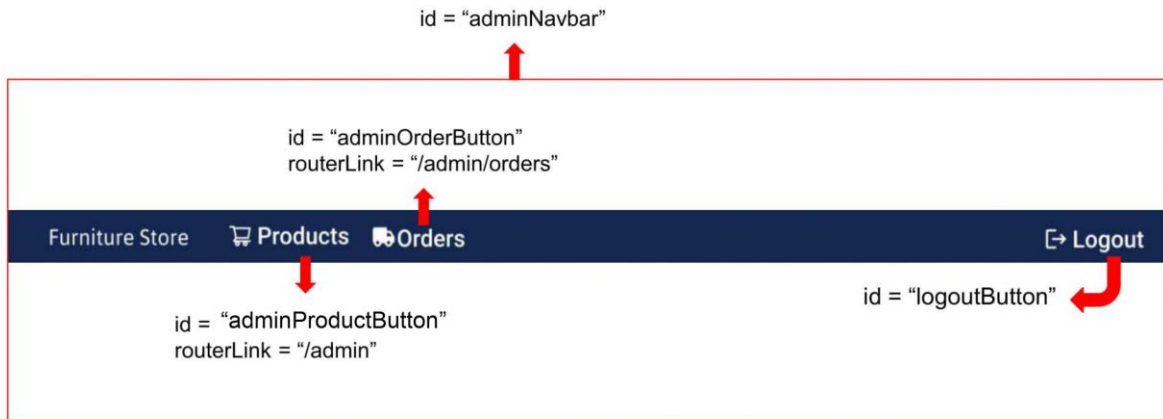 id = “adminNavbar”
id = “adminOrderButton”
routerLink = “/admin/orders”
Furniture Store Products Orders Logout
id = “adminProductButton”
routerLink = “/admin”
id = “logoutButton”